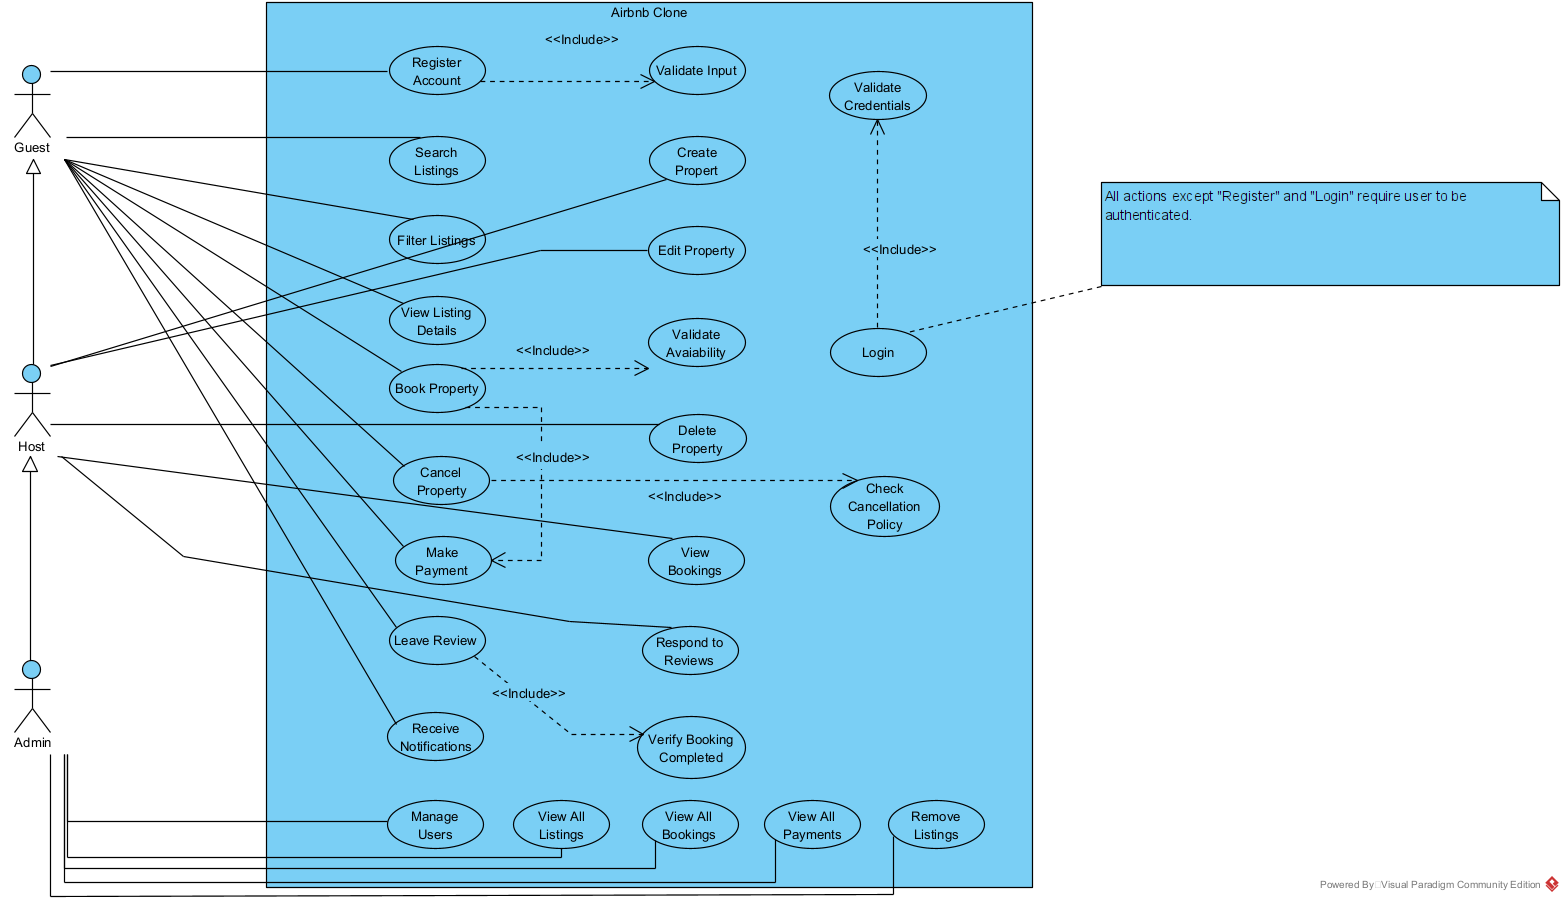 Airbnb Clone
<<Include>>
Register
Account
Validate Input
Validate
Credentials
Guest
Search
Listings
Create
Propert
All actions except "Register" and "Login" require user to be
authenticated.
Filter Listings
Edit Property
<<Include>>
View Listing
Details
Validate
Avaiability
<<Include>>
Login
Book Property
Host
Delete
Property
<<Include>>
Cancel
Property
<<Include>>
Check
Cancellation
Policy
Make
Payment
View
Bookings
Leave Review
Respond to
Reviews
<<Include>>
Admin
Receive
Notifications
Verify Booking
Completed
Manage
Users
View All
Listings
View All
Bookings
View All
Payments
Remove
Listings
Powered By Visual Paradigm Community Edition